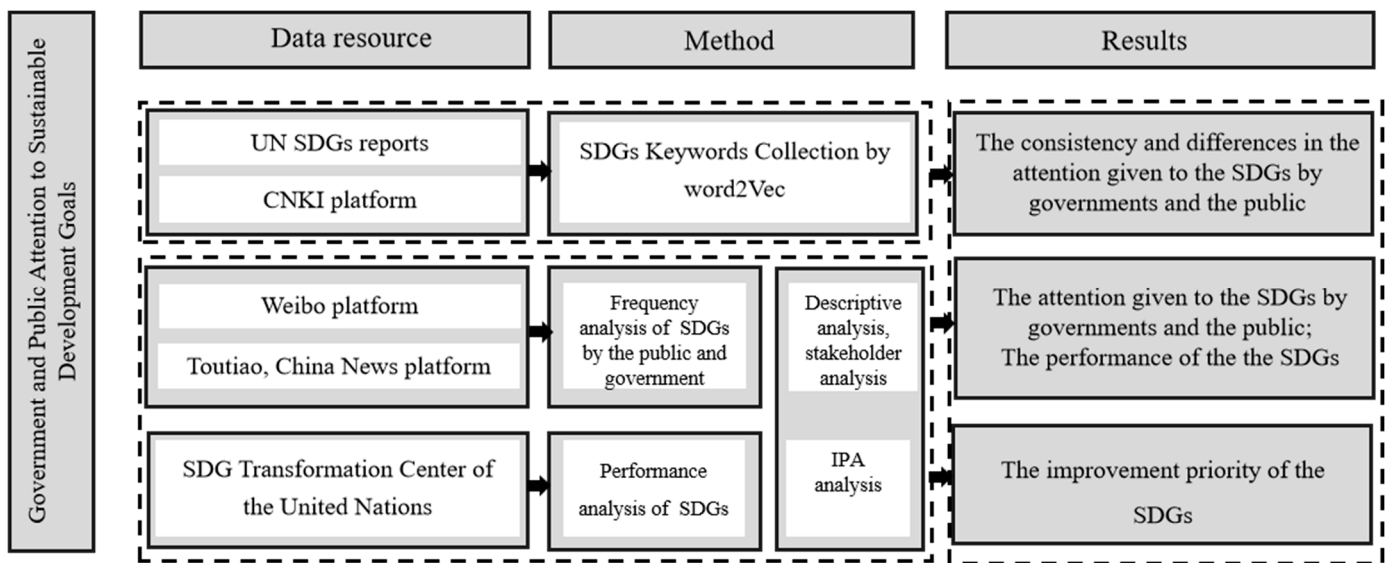 Government and Public Attention to Sustainable
Development Goals
Data resource
Method
Results
UN SDGs reports
CNKI platform
SDGs Keywords Collection by
word2Vec
The consistency and differences in the
attention given to the SDGs by
governments and the public
Weibo platform
Toutiao, China News platform
Frequency
analysis of SDGs
by the public and
government
Descriptive
analysis,
stakeholder
analysis
The attention given to the SDGs by
governments and the public;
The performance of the the SDGs
SDG Transformation Center of
the United Nations
Performance
analysis of SDGs
IPA
analysis
The improvement priority of the
SDGs